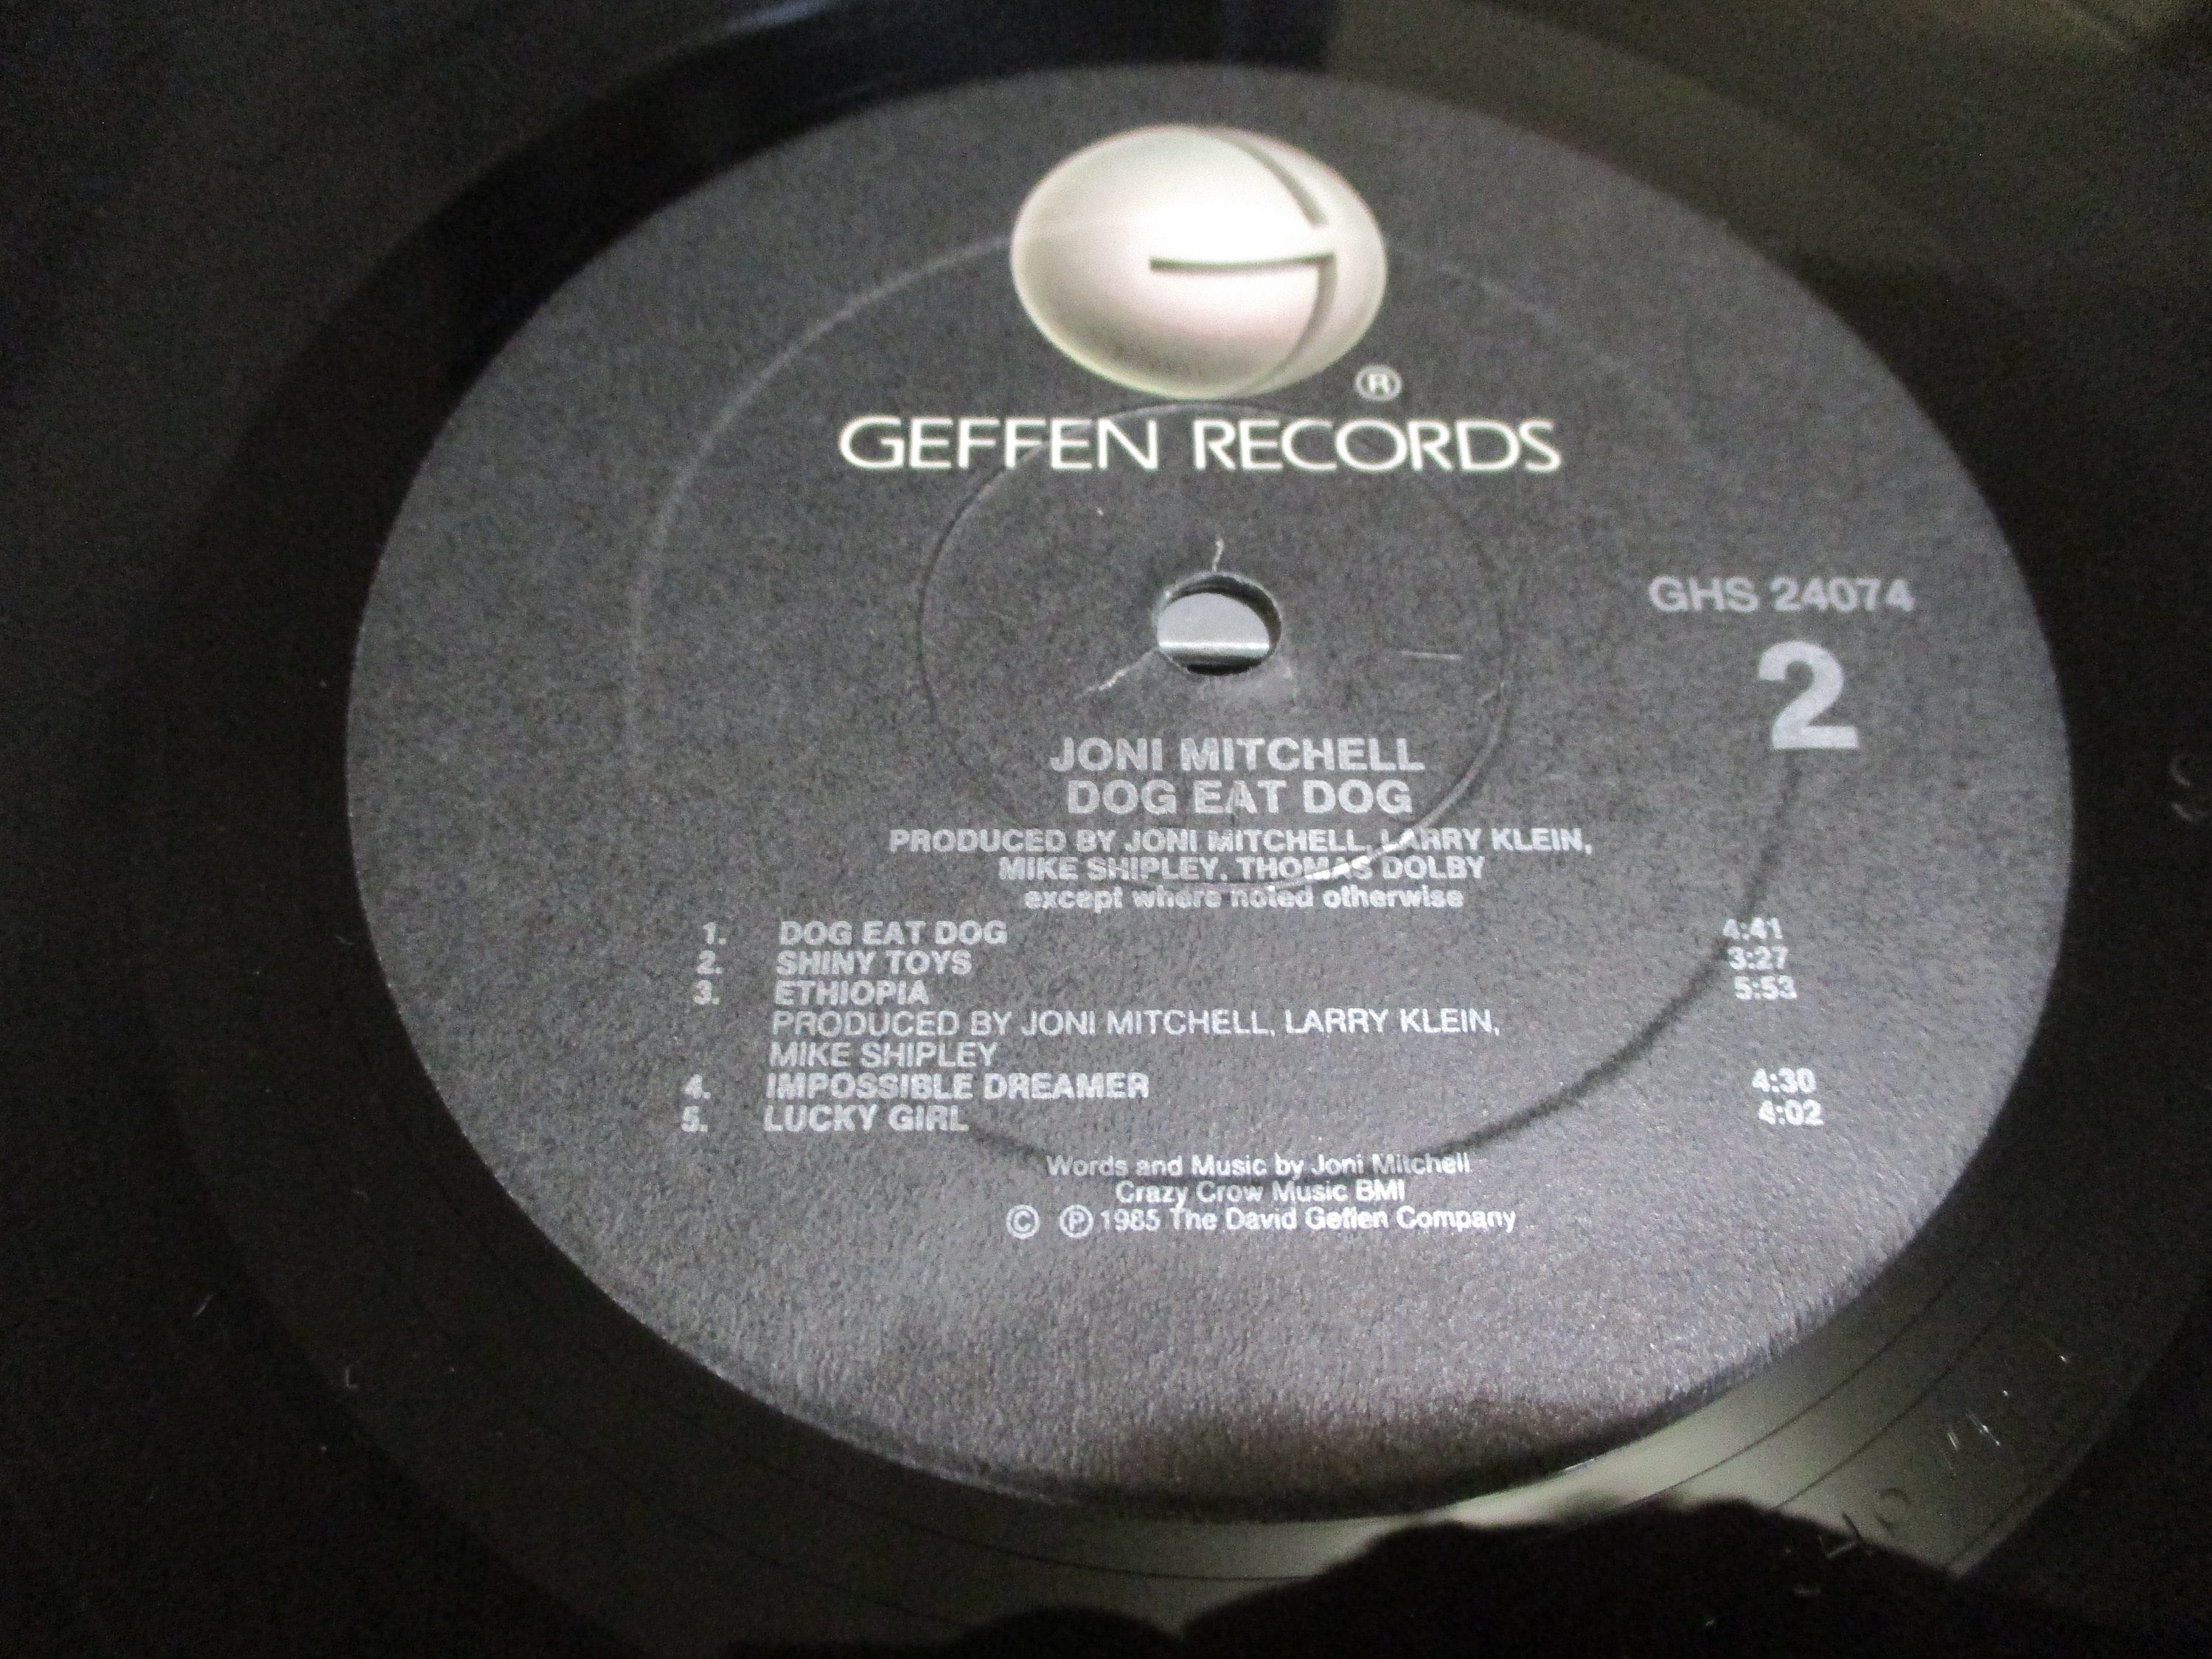 ®
GEFFEN RECORDS
GHS 24074
2
JONI MITCHELL
DOG EAT DOG
PRODUCED BY JONI MITCHELL, LARRY KLEIN,
MIKE SHIPLEY, THOMAS DOLBY
except where noted otherwise
1. DOG EAT DOG 4:41
2. SHINY TOYS 3:27
3. ETHIOPIA 5:53
PRODUCED BY JONI MITCHELL, LARRY KLEIN,
MIKE SHIPLEY
4. IMPOSSIBLE DREAMER 4:30
5. LUCKY GIRL 4:02
Words and Music by Joni Mitchell
Crazy Crow Music BMI
© ℗ 1985 The David Geffen Company